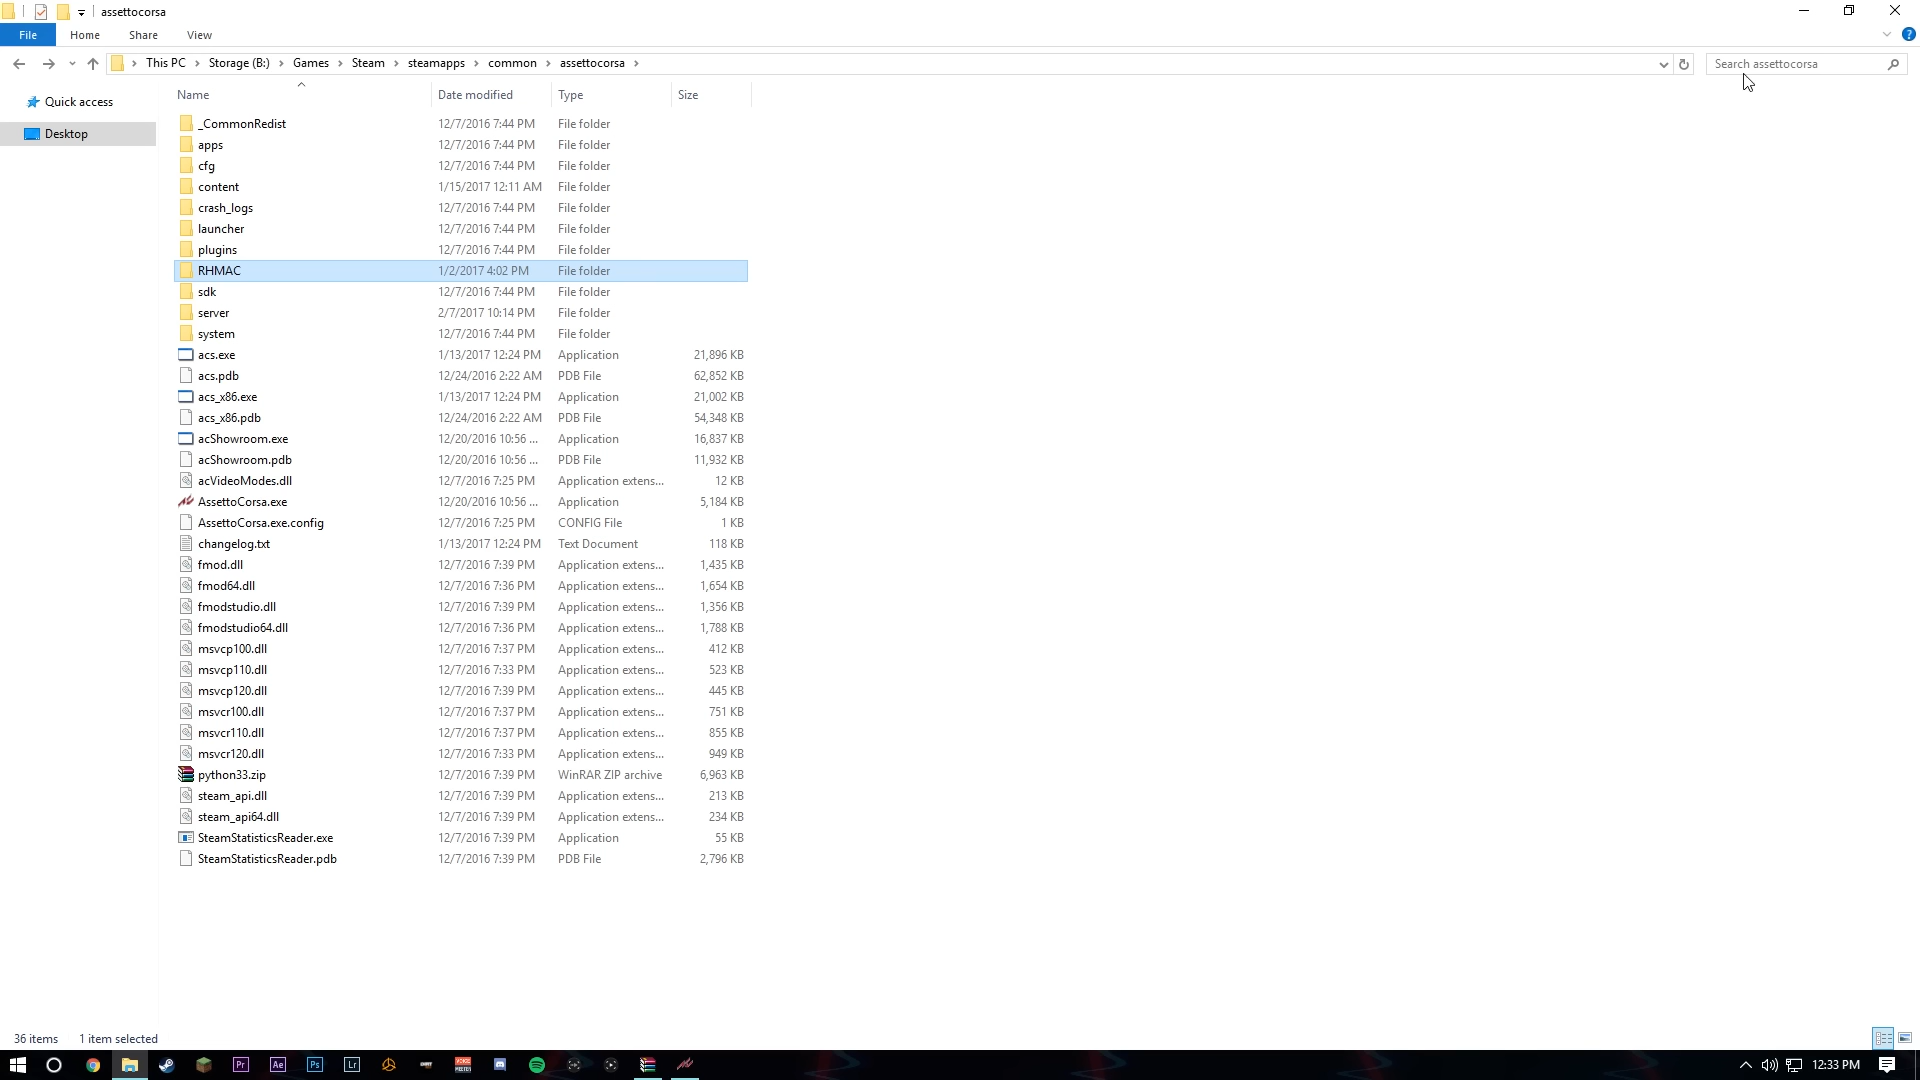 assettocorsa
File Home Share View
This PC Storage (B:) Games Steam steamapps common assettocorsa Search assettocorsa
Quick access
Desktop
Name Date modified Type Size
_CommonRedist 12/7/2016 7:44 PM File folder
apps 12/7/2016 7:44 PM File folder
cfg 12/7/2016 7:44 PM File folder
content 1/15/2017 12:11 AM File folder
crash_logs 12/7/2016 7:44 PM File folder
launcher 12/7/2016 7:44 PM File folder
plugins 12/7/2016 7:44 PM File folder
RHMAC 1/2/2017 4:02 PM File folder
sdk 12/7/2016 7:44 PM File folder
server 2/7/2017 10:14 PM File folder
system 12/7/2016 7:44 PM File folder
acs.exe 1/13/2017 12:24 PM Application 21,896 KB
acs.pdb 12/24/2016 2:22 AM PDB File 62,852 KB
acs_x86.exe 1/13/2017 12:24 PM Application 21,002 KB
acs_x86.pdb 12/24/2016 2:22 AM PDB File 54,348 KB
acShowroom.exe 12/20/2016 10:56 ... Application 16,837 KB
acShowroom.pdb 12/20/2016 10:56 ... PDB File 11,932 KB
acVideoModes.dll 12/7/2016 7:25 PM Application extens... 12 KB
AssettoCorsa.exe 12/20/2016 10:56 ... Application 5,184 KB
AssettoCorsa.exe.config 12/7/2016 7:25 PM CONFIG File 1 KB
changelog.txt 1/13/2017 12:24 PM Text Document 118 KB
fmod.dll 12/7/2016 7:39 PM Application extens... 1,435 KB
fmod64.dll 12/7/2016 7:36 PM Application extens... 1,654 KB
fmodstudio.dll 12/7/2016 7:39 PM Application extens... 1,356 KB
fmodstudio64.dll 12/7/2016 7:36 PM Application extens... 1,788 KB
msvcp100.dll 12/7/2016 7:37 PM Application extens... 412 KB
msvcp110.dll 12/7/2016 7:33 PM Application extens... 523 KB
msvcp120.dll 12/7/2016 7:39 PM Application extens... 445 KB
msvcr100.dll 12/7/2016 7:37 PM Application extens... 751 KB
msvcr110.dll 12/7/2016 7:37 PM Application extens... 855 KB
msvcr120.dll 12/7/2016 7:33 PM Application extens... 949 KB
python33.zip 12/7/2016 7:39 PM WinRAR ZIP archive 6,963 KB
steam_api.dll 12/7/2016 7:39 PM Application extens... 213 KB
steam_api64.dll 12/7/2016 7:39 PM Application extens... 234 KB
SteamStatisticsReader.exe 12/7/2016 7:39 PM Application 55 KB
SteamStatisticsReader.pdb 12/7/2016 7:39 PM PDB File 2,796 KB
36 items 1 item selected
Pr Ae Ps Lr 12:33 PM